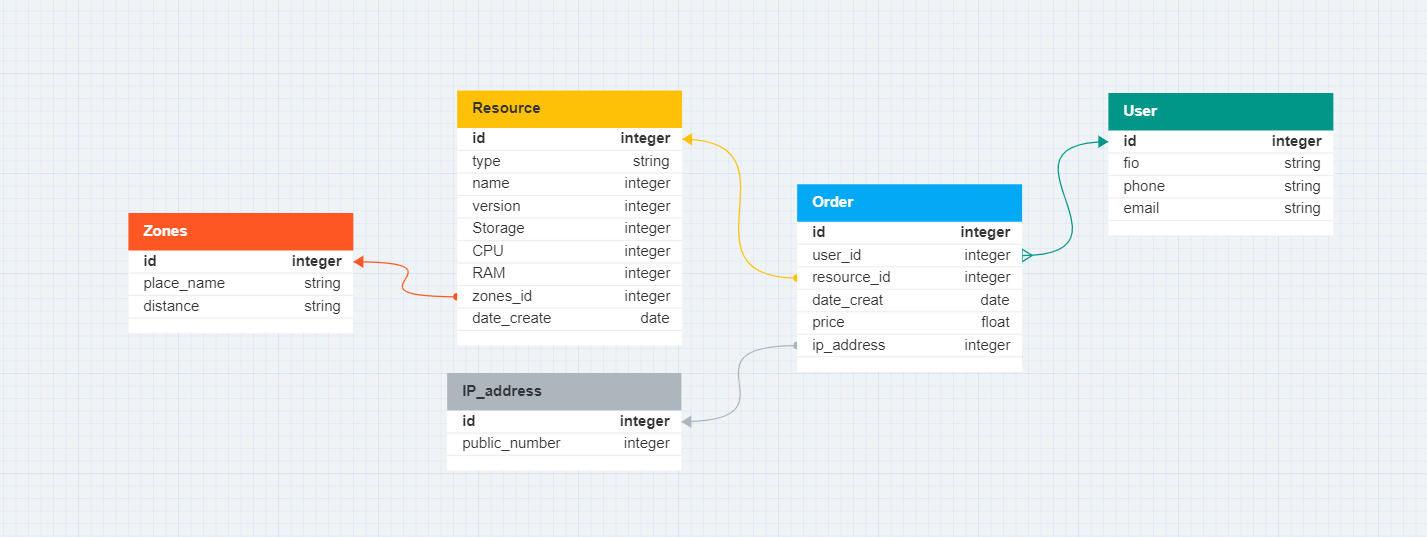 Zones
id integer
place_name string
distance string
Resource
id integer
type string
name integer
version integer
Storage integer
CPU integer
RAM integer
zones_id integer
date_create date
IP_address
id integer
public_number integer
Order
id integer
user_id integer
resource_id integer
date_creat date
price float
ip_address integer
User
id integer
fio string
phone string
email string